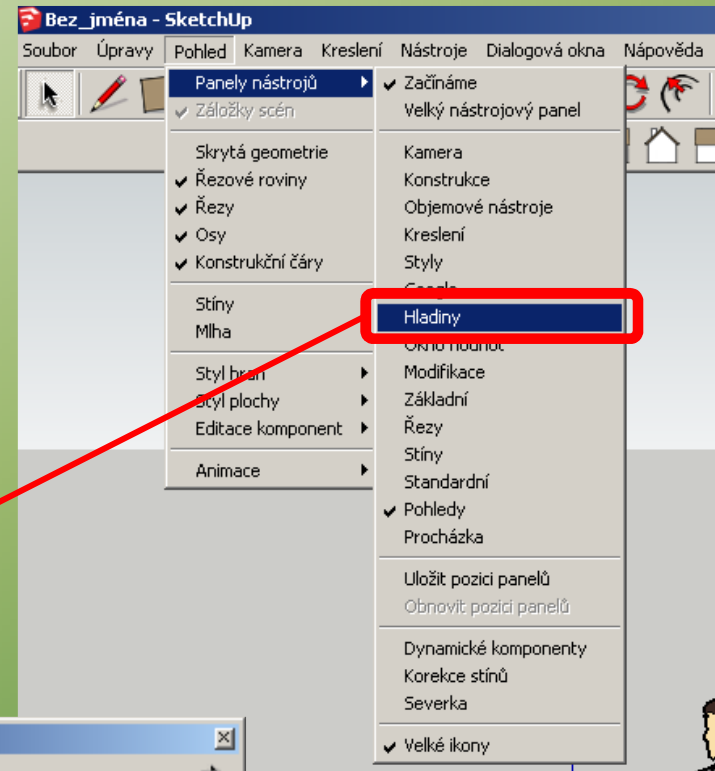 Bez_jména - SketchUp
Soubor Úpravy Pohled Kamera Kreslení Nástroje Dialogová okna Nápověda
Panely nástrojů
Záložky scén
Skrytá geometrie
Řezové roviny
Řezy
Osy
Konstrukční čáry
Stíny
Mlha
Styl hran
Styl plochy
Editace komponent
Animace
Začínáme
Velký nástrojový panel
Kamera
Konstrukce
Objemové nástroje
Kreslení
Styly
Google
Hladiny
Okno hodnot
Modifikace
Základní
Řezy
Stíny
Standardní
Pohledy
Procházka
Uložit pozici panelů
Obnovit pozici panelů
Dynamické komponenty
Korekce stínů
Severka
Velké ikony